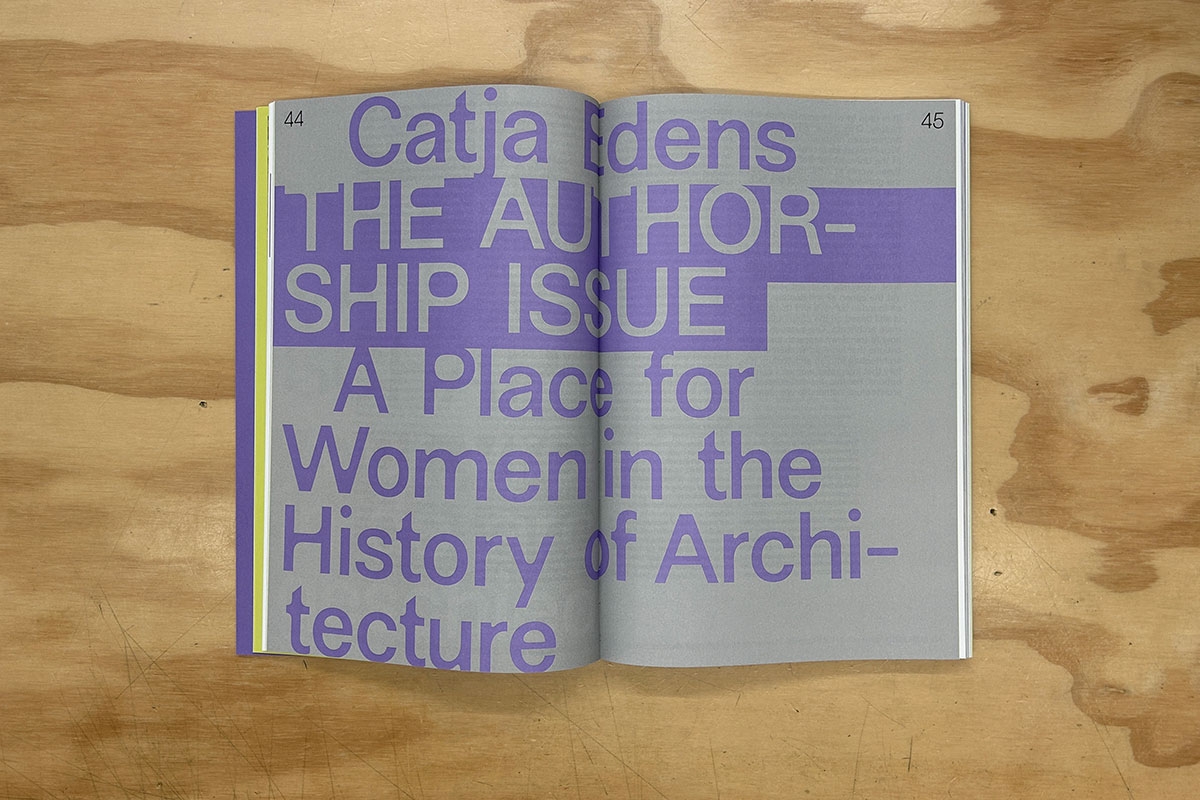 44
45
Catja Edens
THE AUTHOR-
SHIP ISSUE
A Place for
Women in the
History of Archi-
tecture